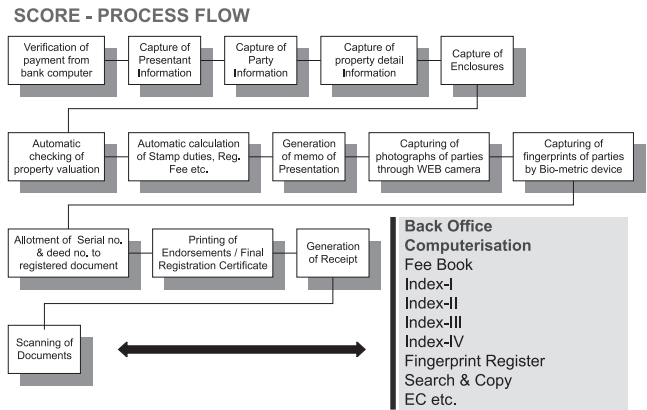 SCORE - PROCESS FLOW
Verification of
payment from
bank computer
Capture of
Presentant
Information
Capture of
Party
Information
Capture of
property detail
Information
Capture of
Enclosures
Automatic
checking of
property valuation
Automatic calculation
of Stamp duties, Reg.
Fee etc.
Generation
of memo of
Presentation
Capturing of
photographs of parties
through WEB camera
Capturing of
fingerprints of parties
by Bio-metric device
Allotment of Serial no.
& deed no. to
registered document
Printing of
Endorsements / Final
Registration Certificate
Generation
of Receipt
Scanning of
Documents
Back Office
Computerisation
Fee Book
Index-I
Index-II
Index-III
Index-IV
Fingerprint Register
Search & Copy
EC etc.